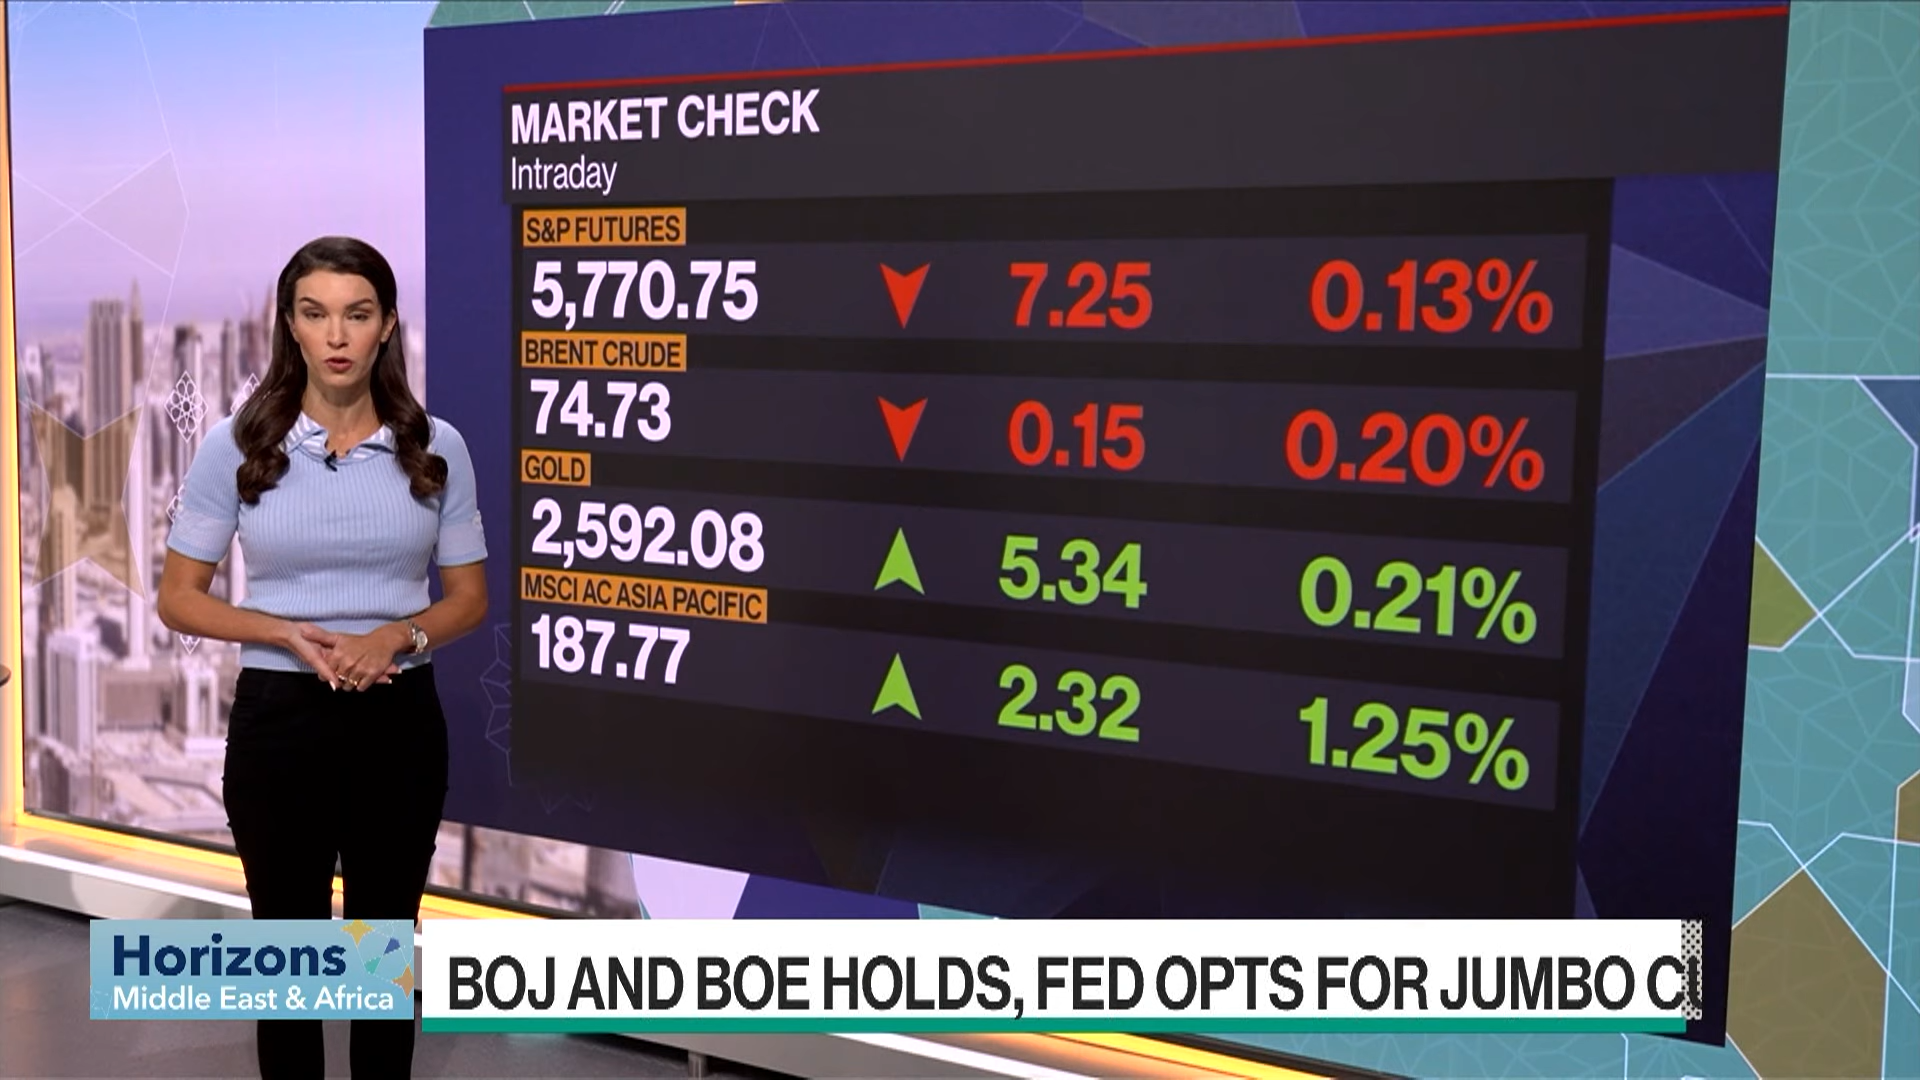 MARKET CHECK
Intraday
S&P FUTURES
5,770.75 7.25 0.13%
BRENT CRUDE
74.73 0.15 0.20%
GOLD
2,592.08 5.34 0.21%
MSCI AC ASIA PACIFIC
187.77 2.32 1.25%
Horizons
Middle East & Africa
BOJ AND BOE HOLDS, FED OPTS FOR JUMBO